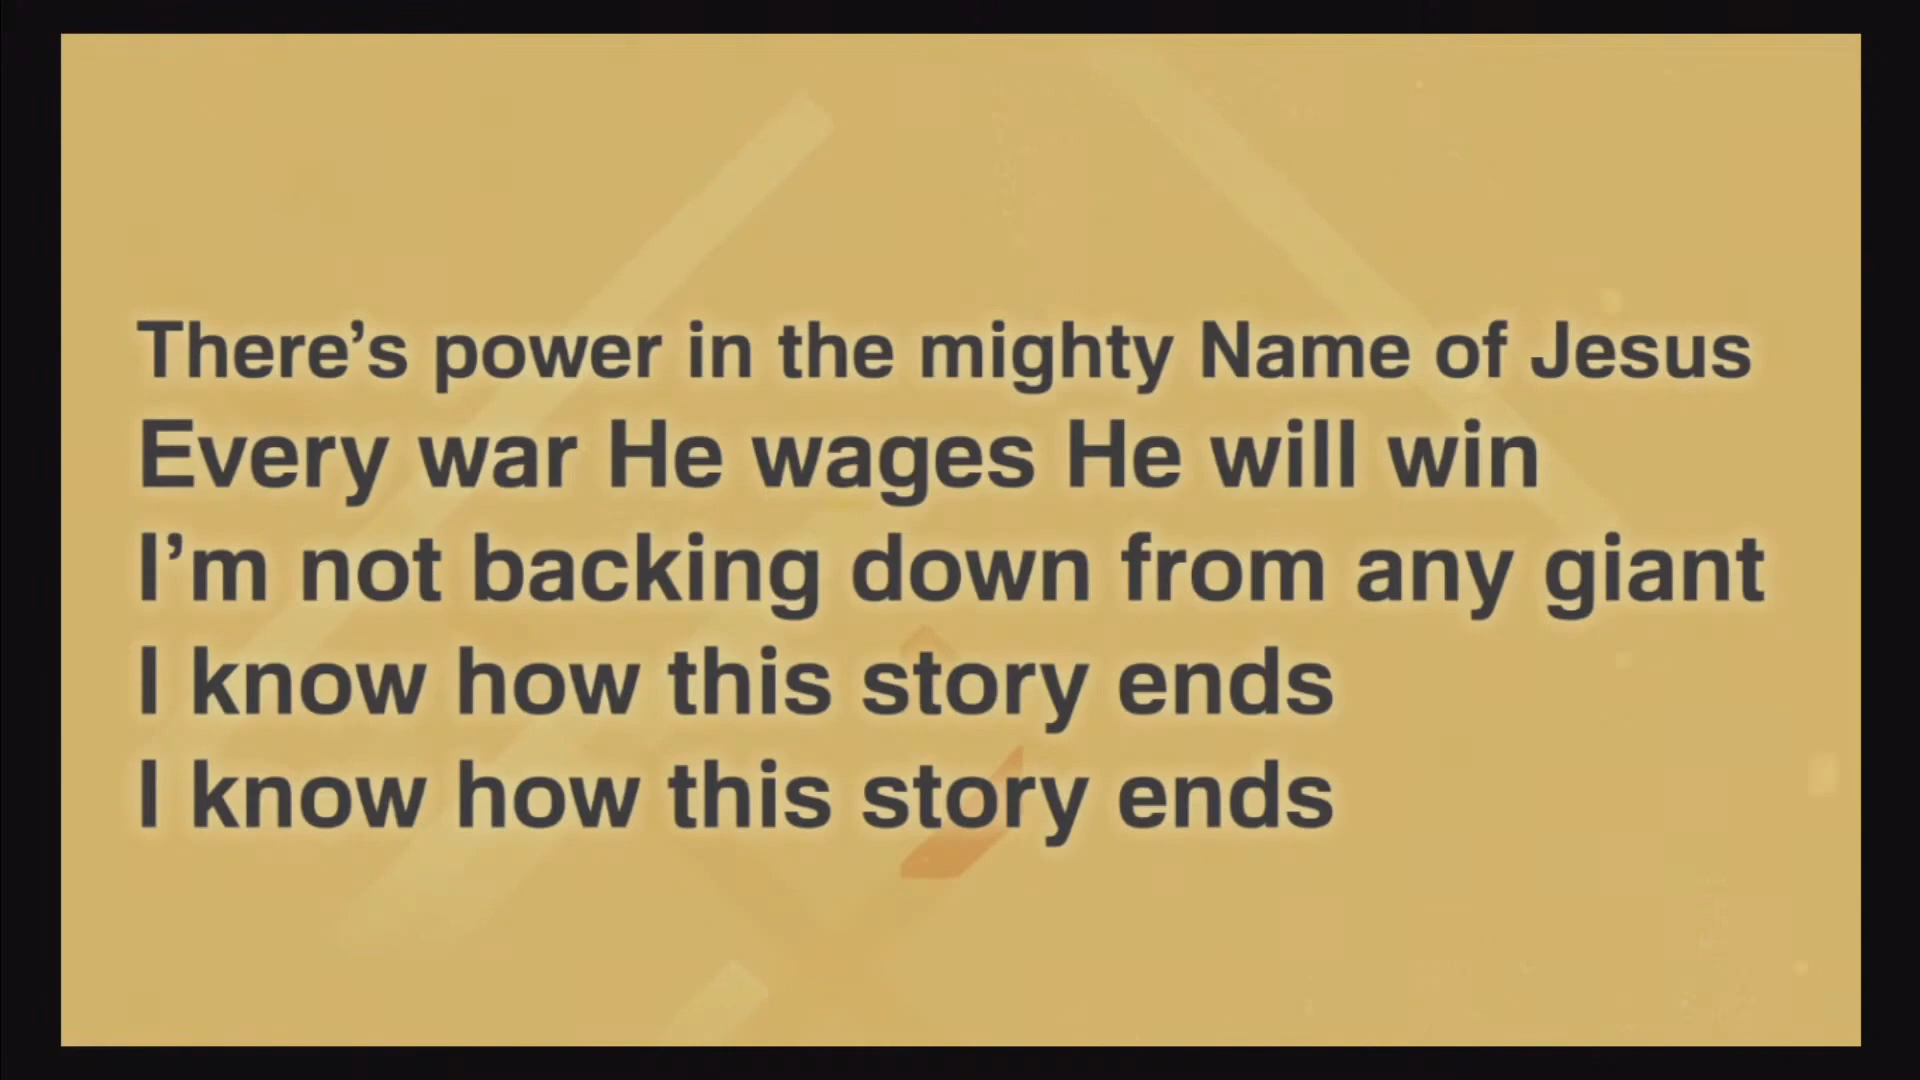 There’s power in the mighty Name of Jesus
Every war He wages He will win
I’m not backing down from any giant
I know how this story ends
I know how this story ends